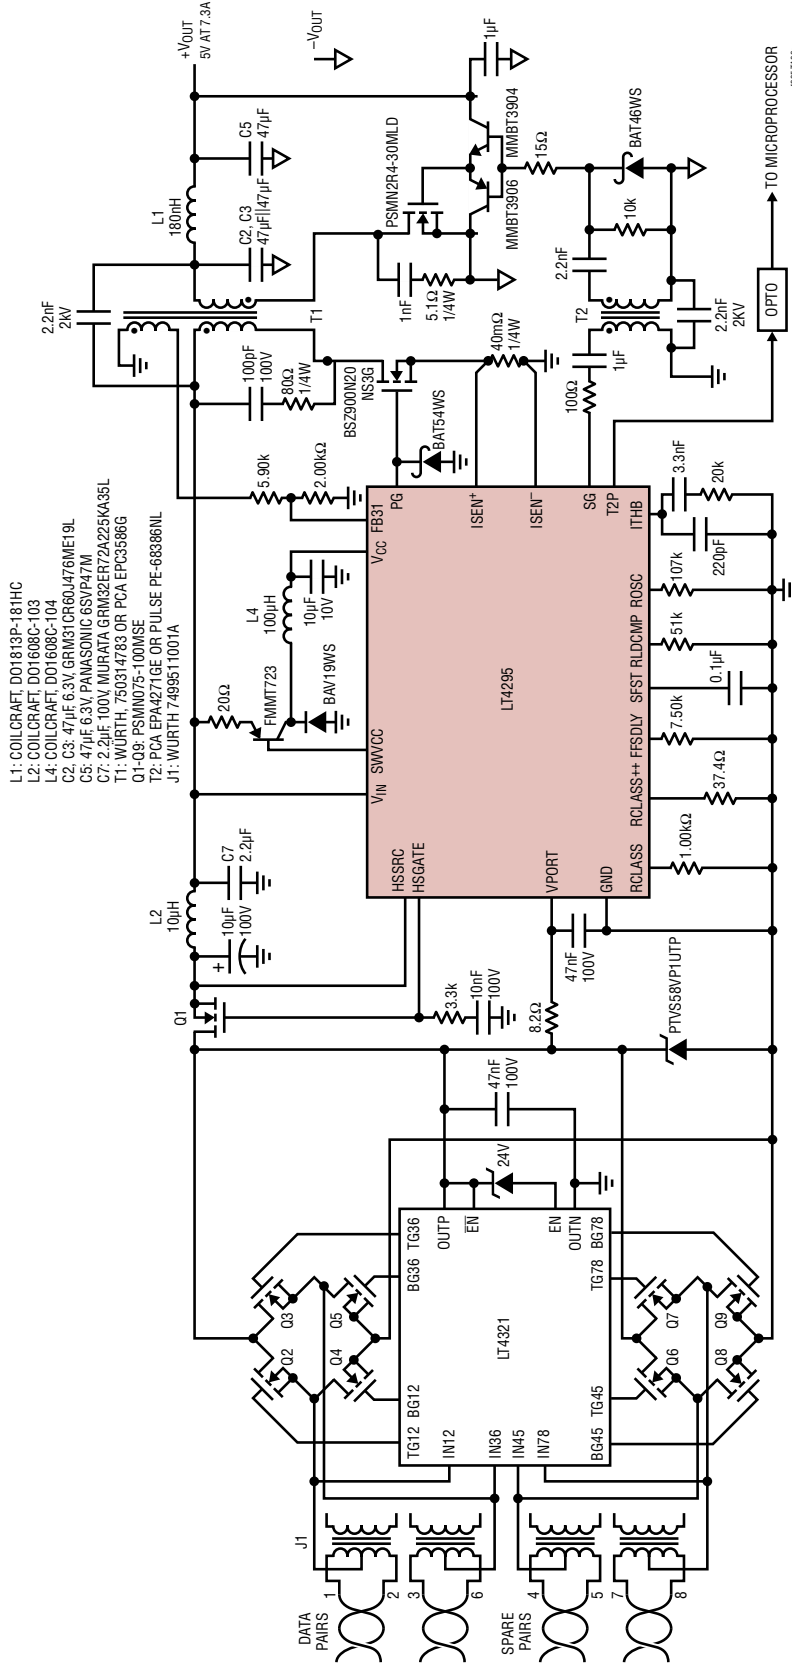 L1: COILCRAFT, DO1813P-181HC
L2: COILCRAFT, DO1608C-103
L4: COILCRAFT, DO1608C-104
C2, C3: 47µF, 6.3V, GRM31CR60J476ME19L
C5: 47µF, 6.3V, PANASONIC 6SVP47M
C7: 2.2µF, 100V, MURATA GRM32ER72A225KA35L
T1: WÜRTH, 750314783 OR PCA EPC3586G
Q1-Q9: PSMN075-100MSE
T2: PCA EPA4271GE OR PULSE PE-68386NL
J1: WURTH 7499511001A
DATA
PAIRS
SPARE
PAIRS
1
2
3
6
4
5
7
8
J1
Q2
Q3
Q4
Q5
Q6
Q7
Q8
Q9
TG12
BG12
BG36
TG36
IN12
IN36
IN45
IN78
BG45
TG45
TG78
BG78
OUTP
EN
EN
OUTN
LT4321
24V
47nF
100V
8.2Ω
PTVS58VP1UTP
47nF
100V
3.3k
10nF
100V
Q1
+
10µF
100V
L2
10µH
C7
2.2µF
HSSRC
HSGATE
VPORT
GND
LT4295
VIN
SWVCC
VCC
FB31
PG
ISEN+
ISEN−
SG
T2P
RCLASS
RCLASS++
FFSDLY
SFST
RLDCMP
ROSC
ITHB
1.00kΩ
37.4Ω
7.50k
0.1µF
51k
107k
220pF
3.3nF
20k
20Ω
FMMT723
BAV19WS
L4
100µH
10µF
10V
5.90k
2.00kΩ
100pF
100V
80Ω
1/4W
BSZ900N20
NS3G
BAT54WS
40mΩ
1/4W
2.2nF
2KV
T1
L1
180nH
C2, C3
47µF||47µF
C5
47µF
+VOUT
5V AT 7.3A
−VOUT
1nF
5.1Ω
1/4W
PSMN2R4-30MLD
MMBT3906
MMBT3904
1µF
15Ω
100Ω
1µF
T2
2.2nF
10k
BAT46WS
2.2nF
2KV
OPTO
TO MICROPROCESSOR